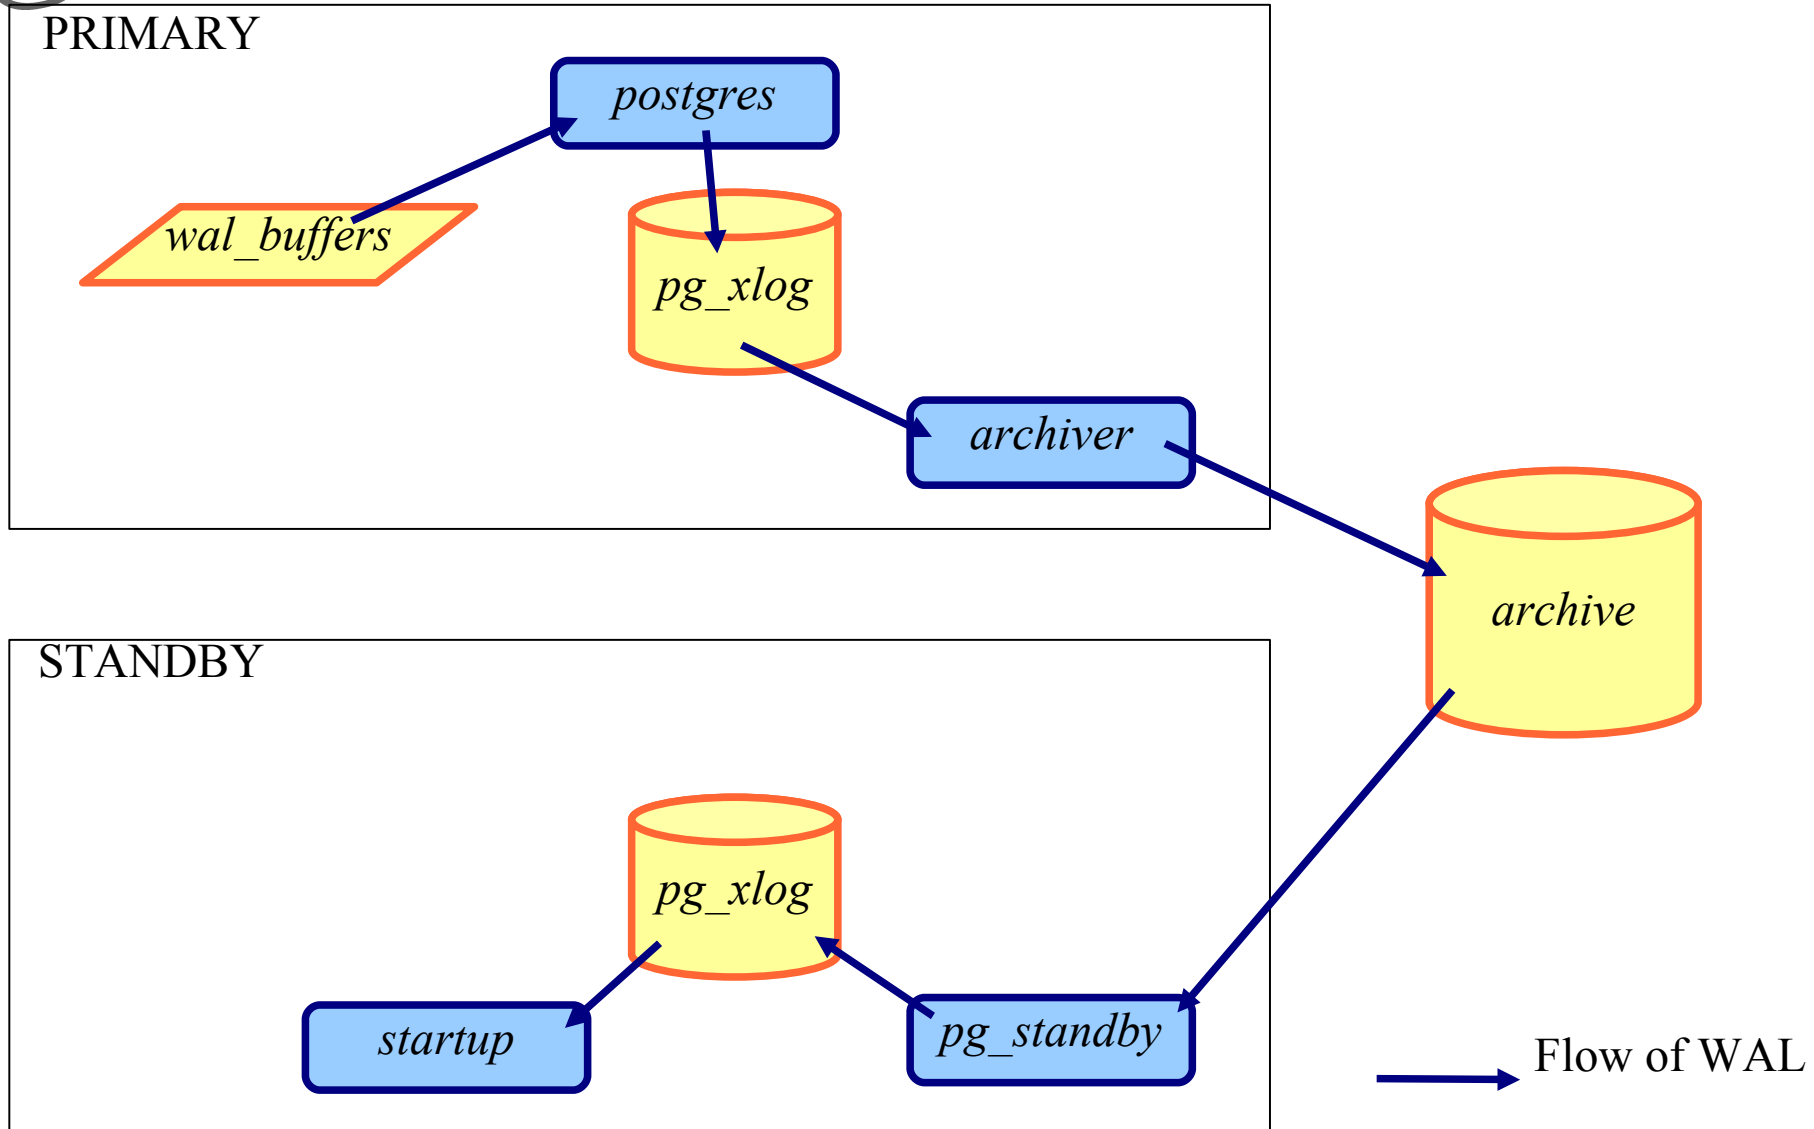 PRIMARY
postgres
wal_buffers
pg_xlog
archiver
archive
STANDBY
pg_xlog
startup
pg_standby
Flow of WAL